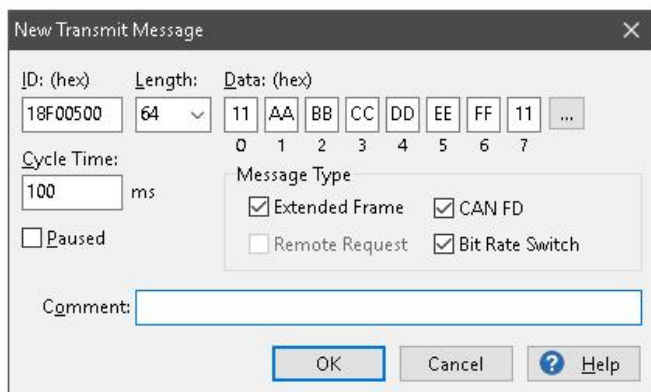 New Transmit Message
ID: (hex) Length: Data: (hex)
18F00500 64 11 AA BB CC DD EE FF 11 ...
0 1 2 3 4 5 6 7
Cycle Time:
100 ms
Message Type
Extended Frame CAN FD
Paused
Remote Request Bit Rate Switch
Comment:
OK Cancel Help